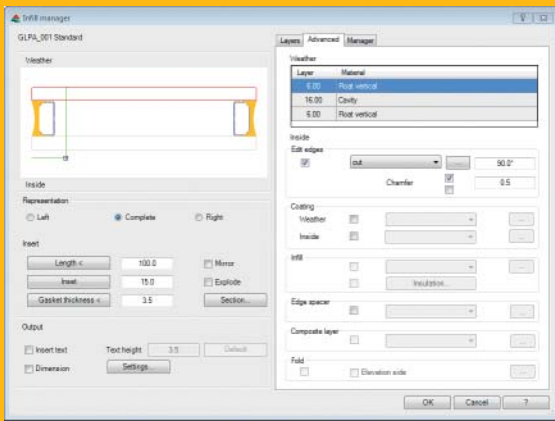 Infill manager
GLPA_001 Standard
Weather
Inside
Representation
Left
Complete
Right
Insert
Length <
100.0
Mirror
Inset
15.0
Explode
Gasket thickness <
3.5
Section...
Output
Insert text
Text height
3.5
Default
Dimension
Settings...
Layers
Advanced
Manager
Weather
Layer
Material
6.00
Float vertical
16.00
Cavity
6.00
Float vertical
Inside
Edit edges
cut
...
90.0°
Chamfer
0.5
Coating
Weather
...
Inside
...
Infill
...
Insulation...
Edge spacer
...
Composite layer
...
Fold
Elevation side
...
OK
Cancel
?